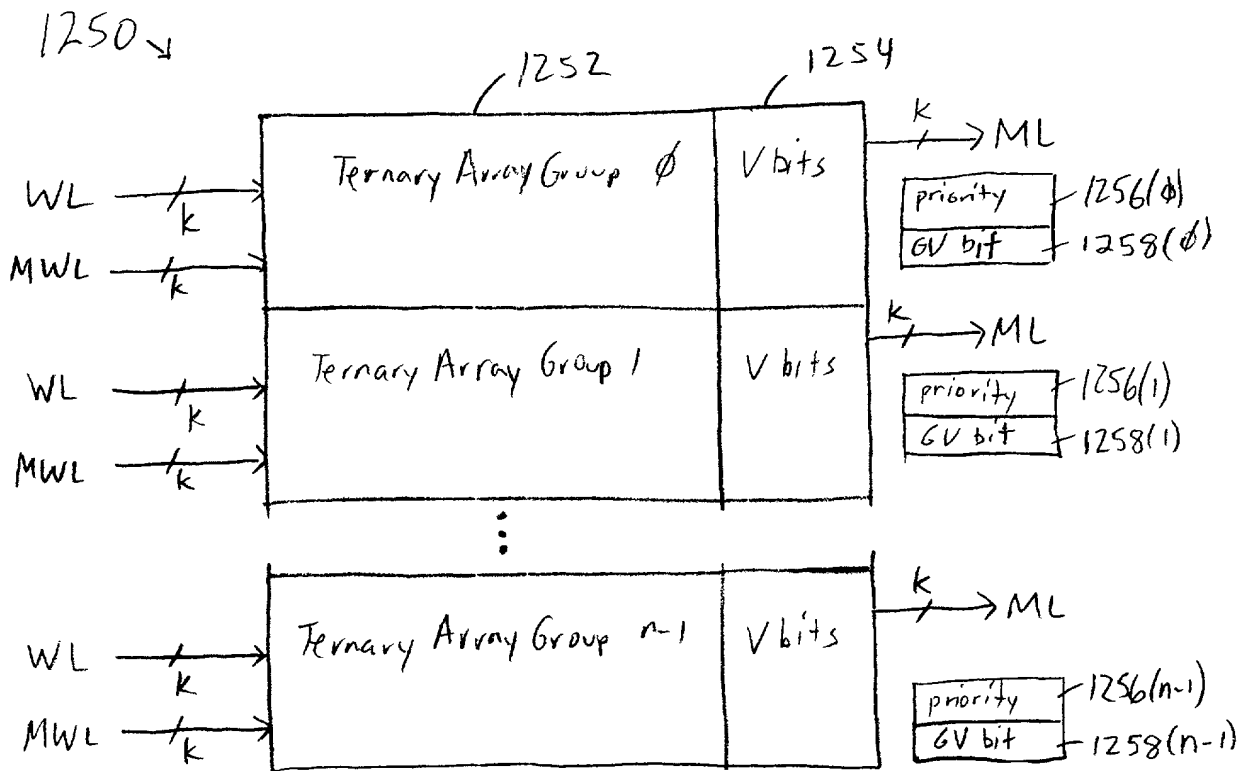 1250
1252
1254
Ternary Array Group φ
V bits
k
ML
WL
k
priority
1256(φ)
GV bit
1258(φ)
MWL
k
Ternary Array Group 1
V bits
k
ML
WL
k
priority
1256(1)
GV bit
1258(1)
MWL
k
Ternary Array Group n-1
V bits
k
ML
WL
k
priority
1256(n-1)
GV bit
1258(n-1)
MWL
k